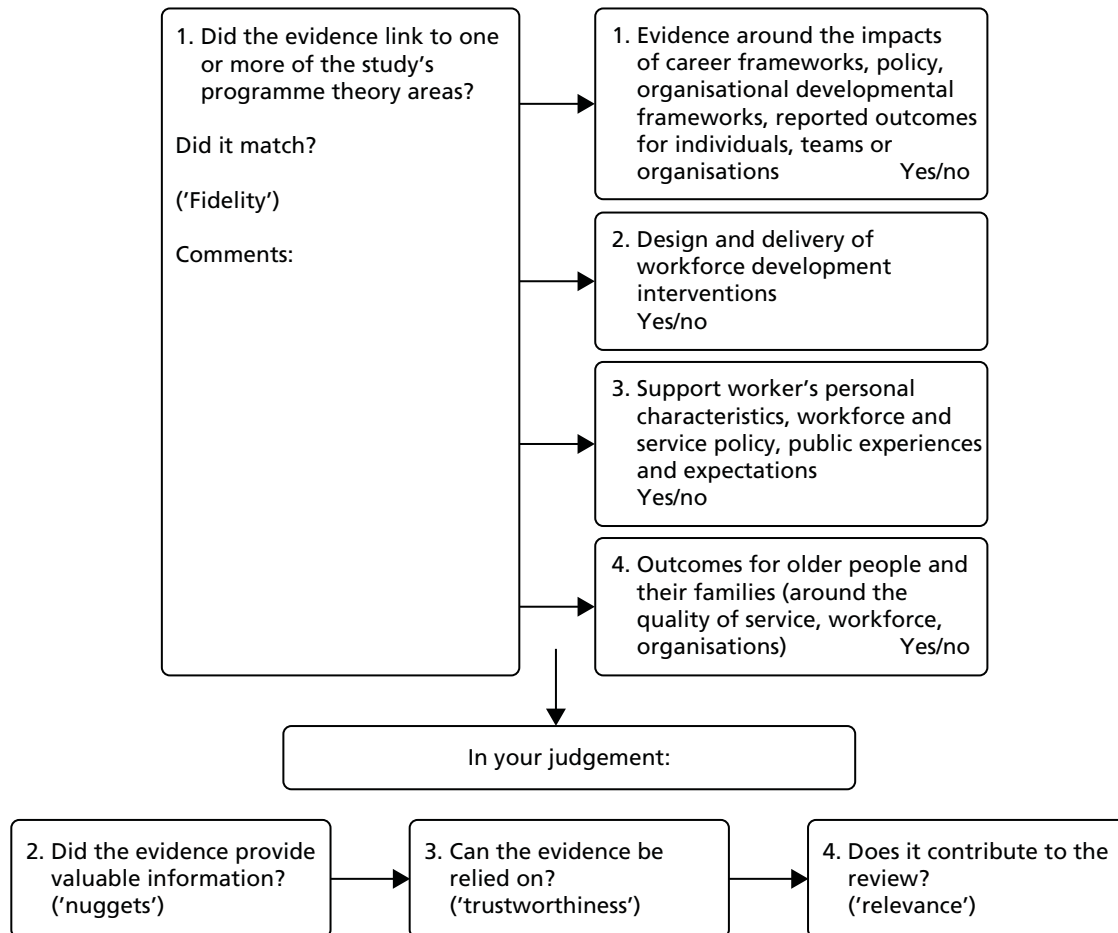 1. Did the evidence link to one
or more of the study's
programme theory areas?
Did it match?
('Fidelity')
Comments:
1. Evidence around the impacts
of career frameworks, policy,
organisational developmental
frameworks, reported outcomes
for individuals, teams or
organisations Yes/no
2. Design and delivery of
workforce development
interventions
Yes/no
3. Support worker's personal
characteristics, workforce and
service policy, public experiences
and expectations
Yes/no
4. Outcomes for older people and
their families (around the
quality of service, workforce,
organisations) Yes/no
In your judgement:
2. Did the evidence provide
valuable information?
('nuggets')
3. Can the evidence be
relied on?
('trustworthiness')
4. Does it contribute to the
review?
('relevance')